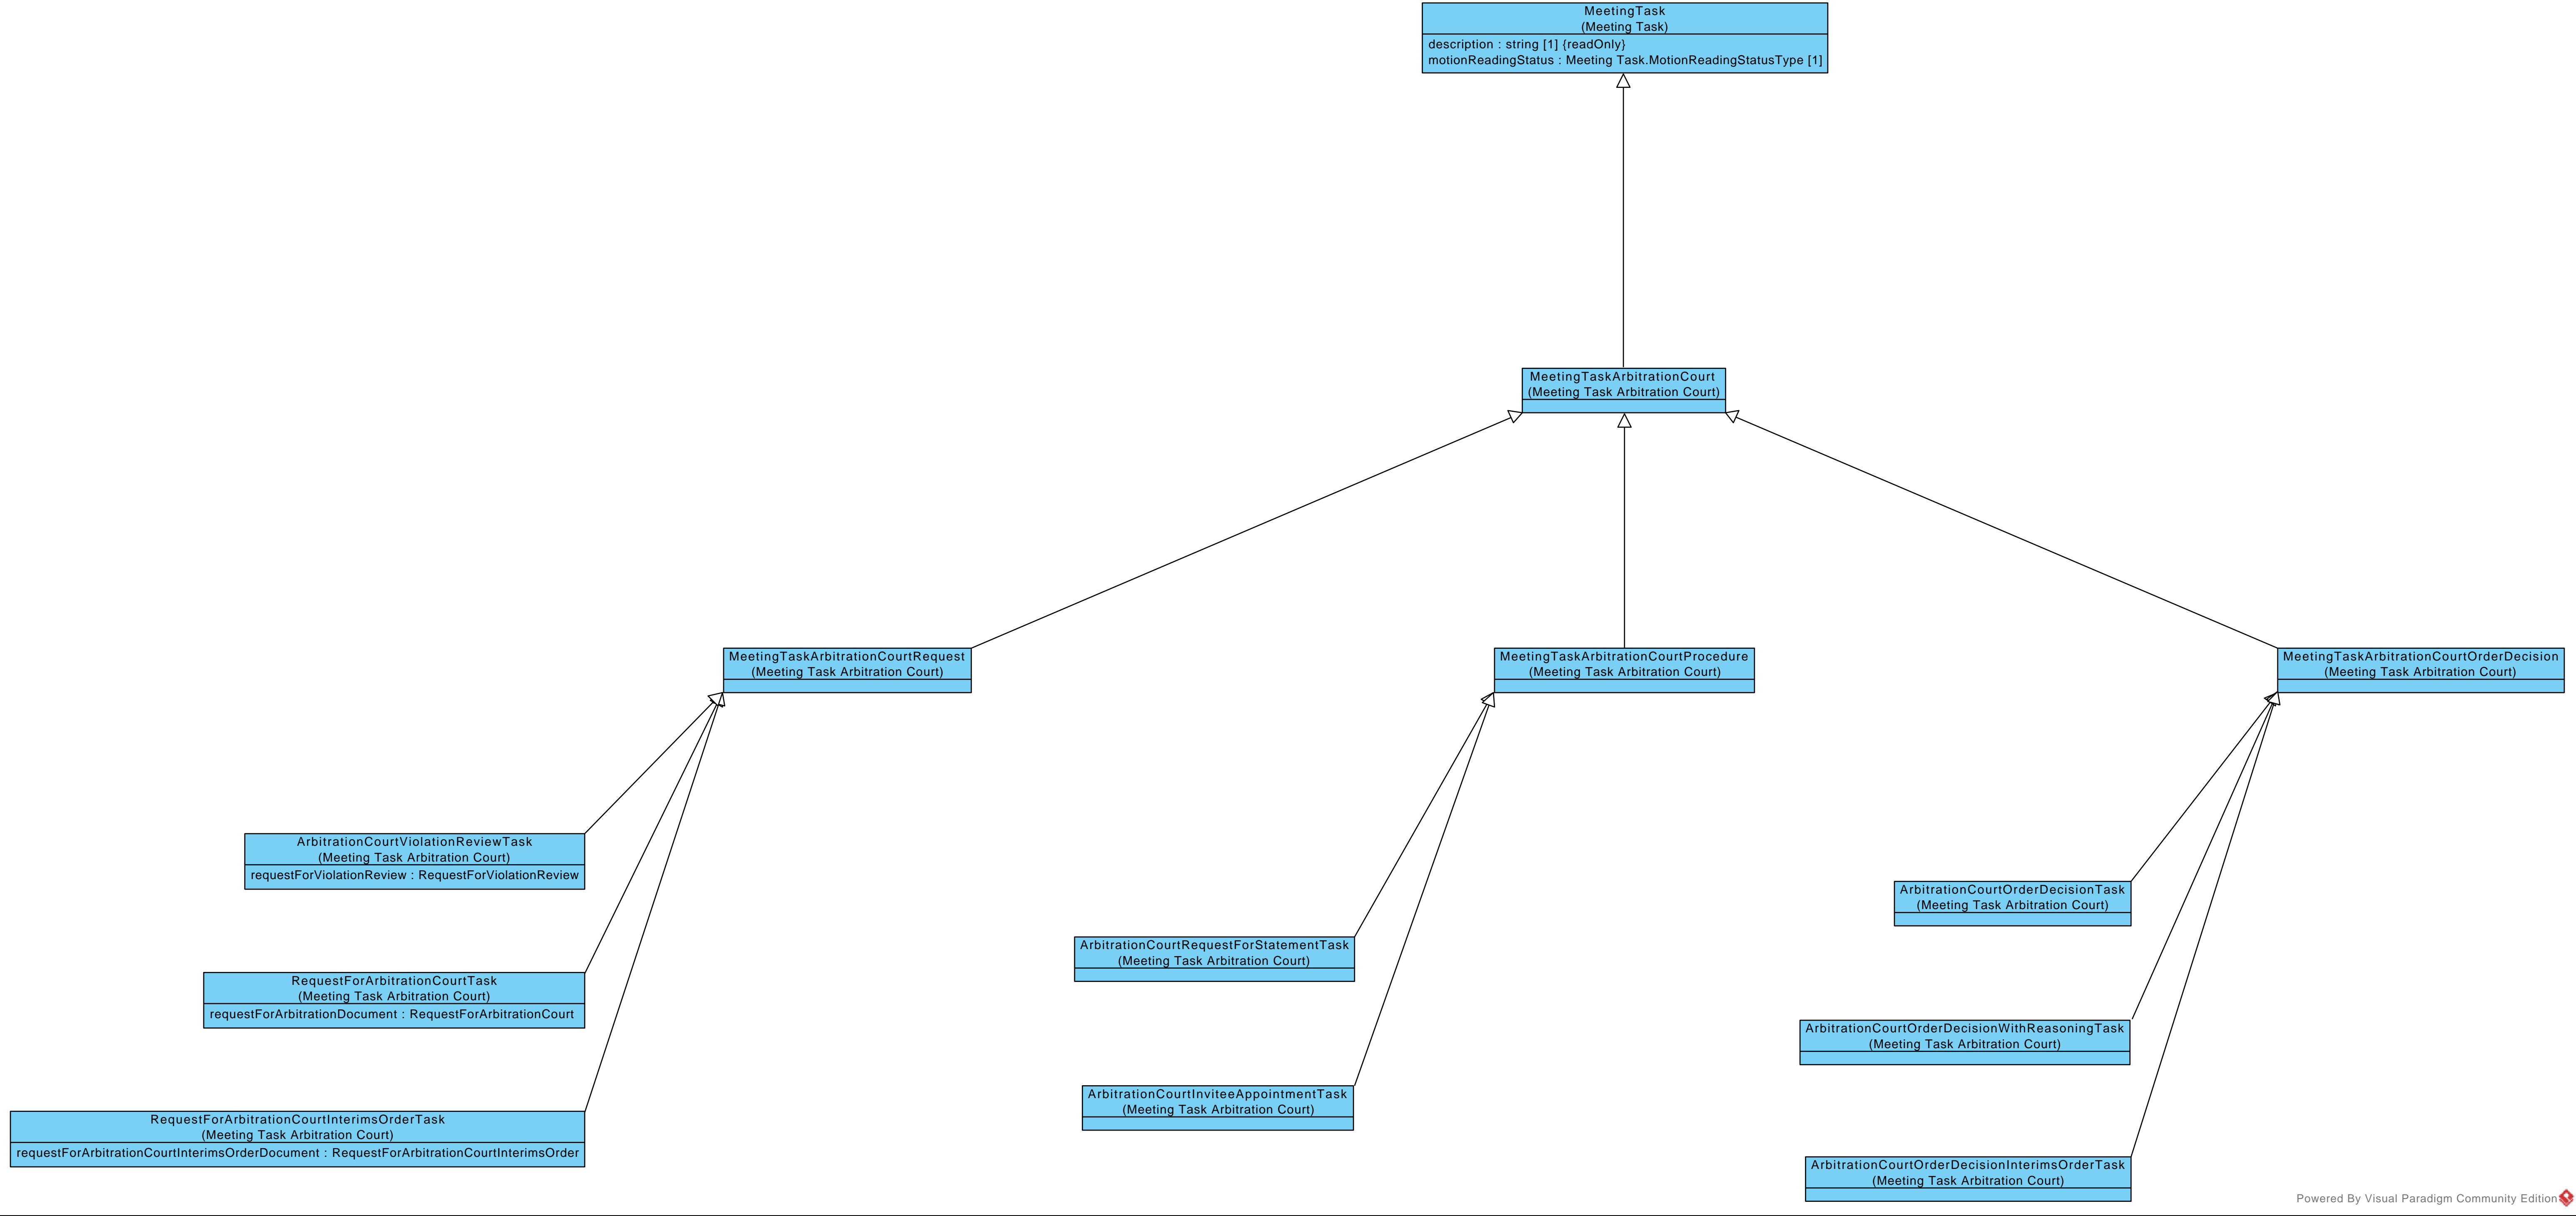 MeetingTask
(Meeting Task)
description : string [1] {readOnly}
motionReadingStatus : Meeting Task.MotionReadingStatusType [1]
MeetingTaskArbitrationCourt
(Meeting Task Arbitration Court)
MeetingTaskArbitrationCourtRequest
(Meeting Task Arbitration Court)
MeetingTaskArbitrationCourtProcedure
(Meeting Task Arbitration Court)
MeetingTaskArbitrationCourtOrderDecision
(Meeting Task Arbitration Court)
ArbitrationCourtViolationReviewTask
(Meeting Task Arbitration Court)
requestForViolationReview : RequestForViolationReview
RequestForArbitrationCourtTask
(Meeting Task Arbitration Court)
requestForArbitrationDocument : RequestForArbitrationCourt
RequestForArbitrationCourtInterimsOrderTask
(Meeting Task Arbitration Court)
requestForArbitrationCourtInterimsOrderDocument : RequestForArbitrationCourtInterimsOrder
ArbitrationCourtRequestForStatementTask
(Meeting Task Arbitration Court)
ArbitrationCourtInviteeAppointmentTask
(Meeting Task Arbitration Court)
ArbitrationCourtOrderDecisionTask
(Meeting Task Arbitration Court)
ArbitrationCourtOrderDecisionWithReasoningTask
(Meeting Task Arbitration Court)
ArbitrationCourtOrderDecisionInterimsOrderTask
(Meeting Task Arbitration Court)
Powered By Visual Paradigm Community Edition